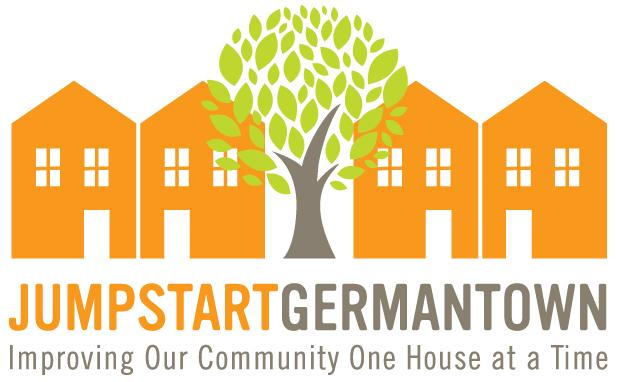 JUMPSTARTGERMANTOWN
Improving Our Community One House at a Time